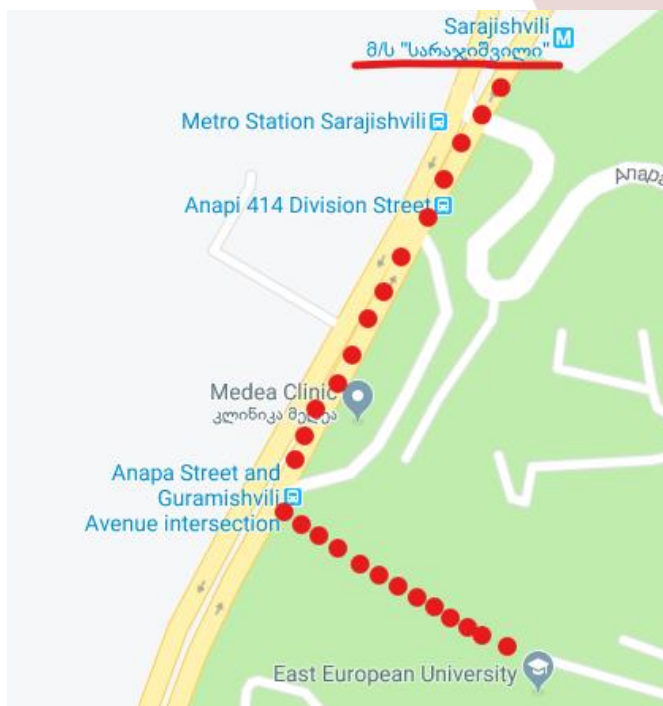 Sarajishvili
მ/ს "სარაჯიშვილი"
M
Metro Station Sarajishvili
Anapa
Anapi 414 Division Street
Medea Clinic
კლინიკა მედეა
Anapa Street and
Guramishvili
Avenue intersection
East European University